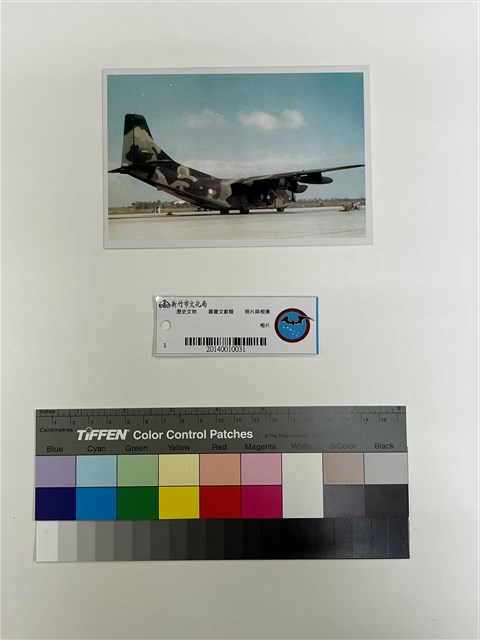 新竹市文化局
歷史文物 圖書文獻類 照片與相簿
相片
1
20140010031
Inches
Centimetres
TIFFEN Color Control Patches
Blue Cyan Green Yellow Red Magenta White 3/Color Black